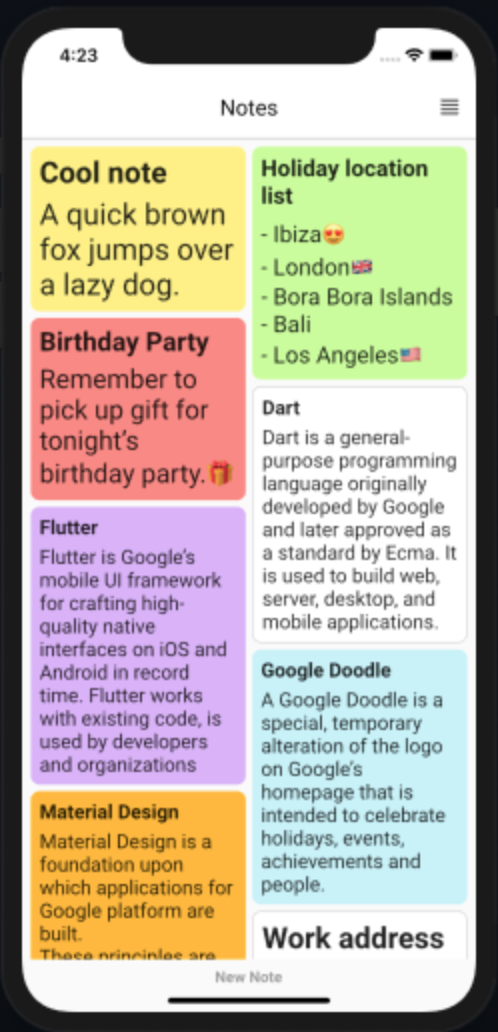 4:23
Notes
Cool note
A quick brown
fox jumps over
a lazy dog.
Birthday Party
Remember to
pick up gift for
tonight's
birthday party.🎁
Flutter
Flutter is Google's
mobile UI framework
for crafting high-
quality native
interfaces on iOS and
Android in record
time. Flutter works
with existing code, is
used by developers
and organizations
Material Design
Material Design is a
foundation upon
which applications for
Google platform are
built.
These principles are
Holiday location
list
- Ibiza😍
- London🇬🇧
- Bora Bora Islands
- Bali
- Los Angeles🇺🇸
Dart
Dart is a general-
purpose programming
language originally
developed by Google
and later approved as
a standard by Ecma. It
is used to build web,
server, desktop, and
mobile applications.
Google Doodle
A Google Doodle is a
special, temporary
alteration of the logo
on Google's
homepage that is
intended to celebrate
holidays, events,
achievements and
people.
Work address
New Note